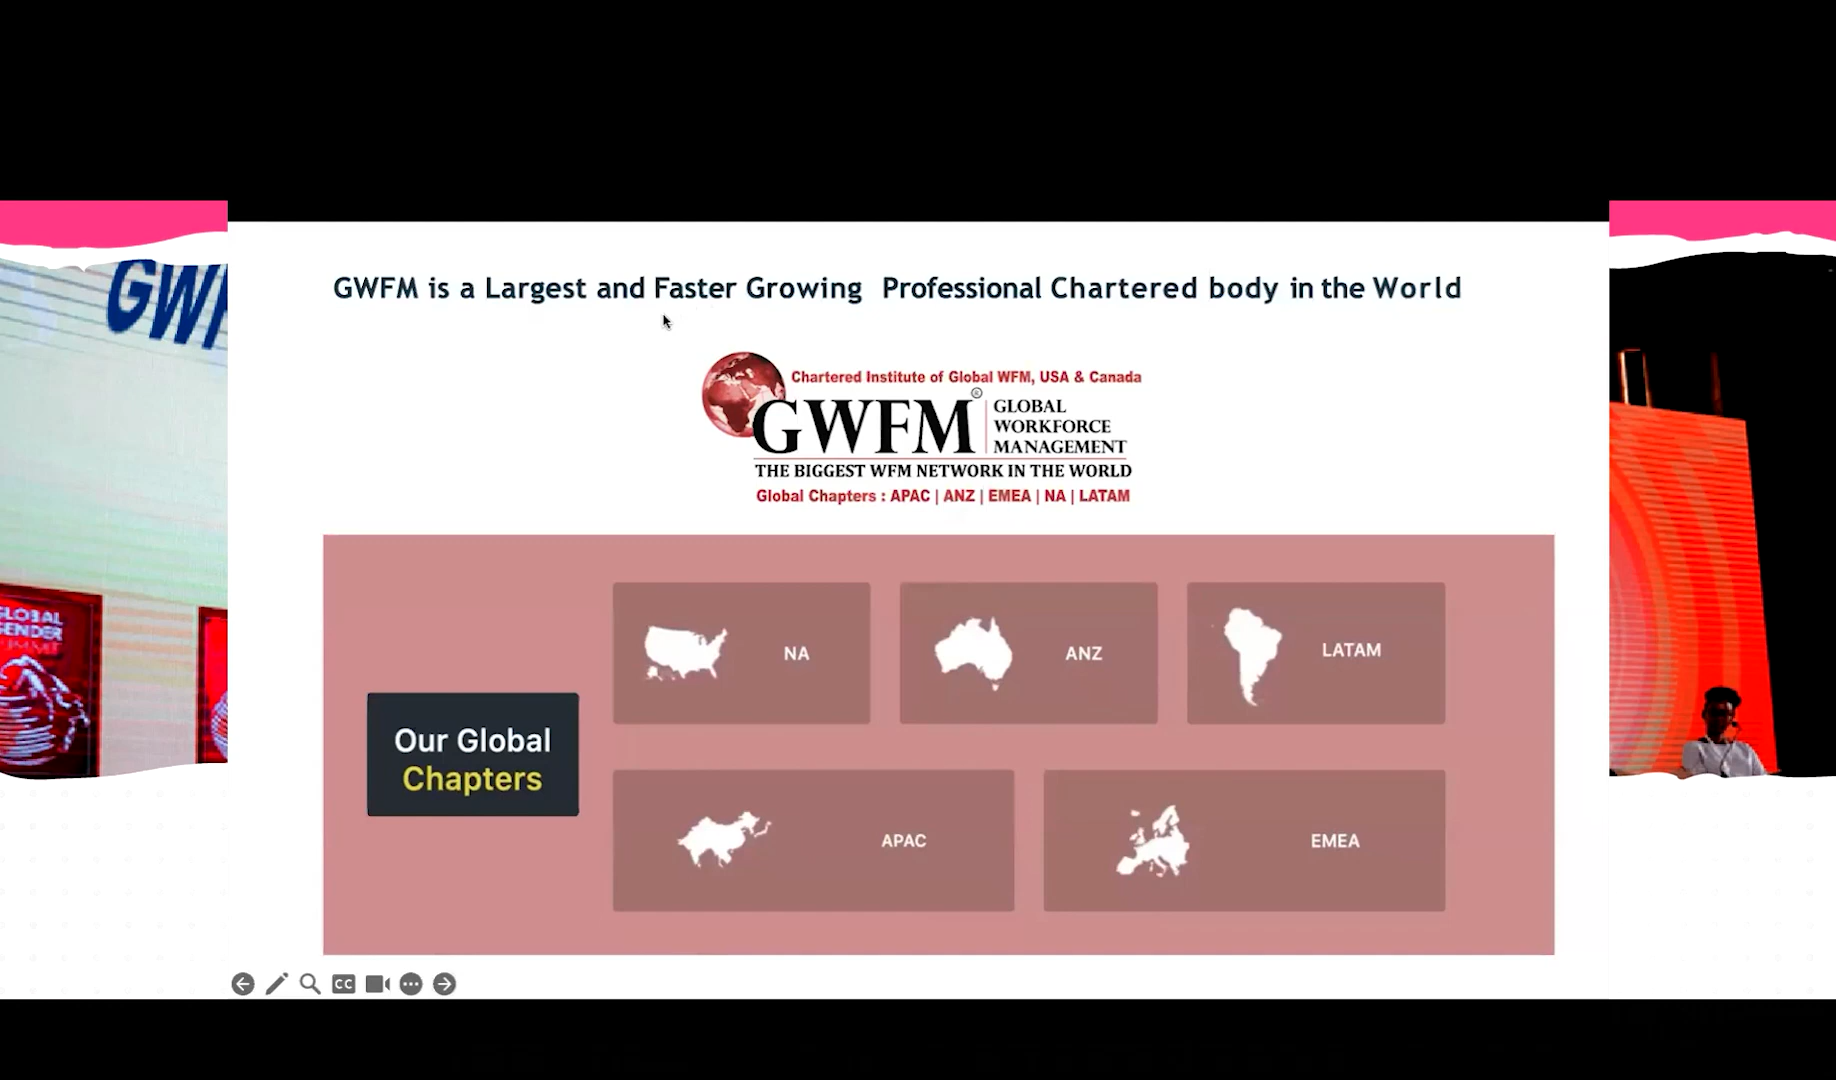 GWFM is a Largest and Faster Growing Professional Chartered body in the World
Chartered Institute of Global WFM, USA & Canada
GWFM®
GLOBAL
WORKFORCE
MANAGEMENT
THE BIGGEST WFM NETWORK IN THE WORLD
Global Chapters : APAC | ANZ | EMEA | NA | LATAM
Our Global
Chapters
NA
ANZ
LATAM
APAC
EMEA
CC